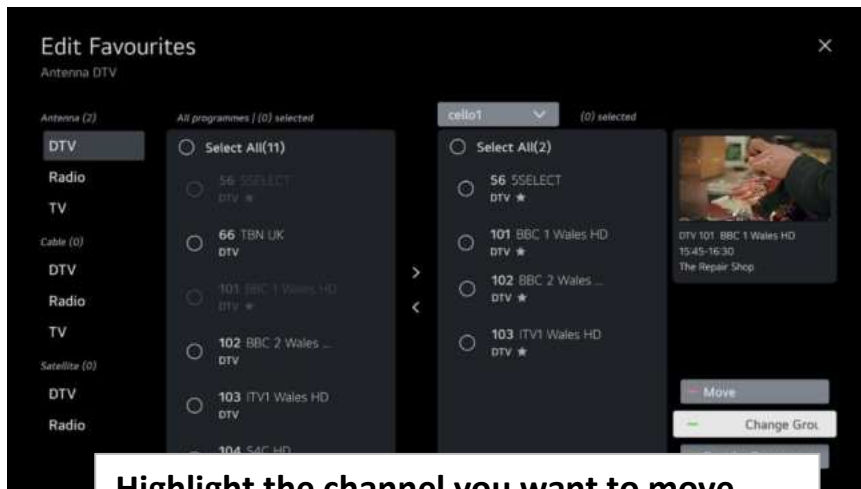 Edit Favourites
Antenna DTV
Antenna (2)
DTV
Radio
TV
Cable (0)
DTV
Radio
TV
Satellite (0)
DTV
Radio
All programmes | (0) selected
Select All(11)
56 5SELECT
DTV ★
66 TBN UK
DTV
101 BBC 1 Wales HD
DTV ★
102 BBC 2 Wales ...
DTV
103 ITV1 Wales HD
DTV
104 S4C HD
cello1
(0) selected
Select All(2)
56 5SELECT
DTV ★
101 BBC 1 Wales HD
DTV ★
102 BBC 2 Wales ...
DTV ★
103 ITV1 Wales HD
DTV ★
DTV 101 BBC 1 Wales HD
15:45-16:30
The Repair Shop
Move
Change Grou
Highlight the channel you want to move